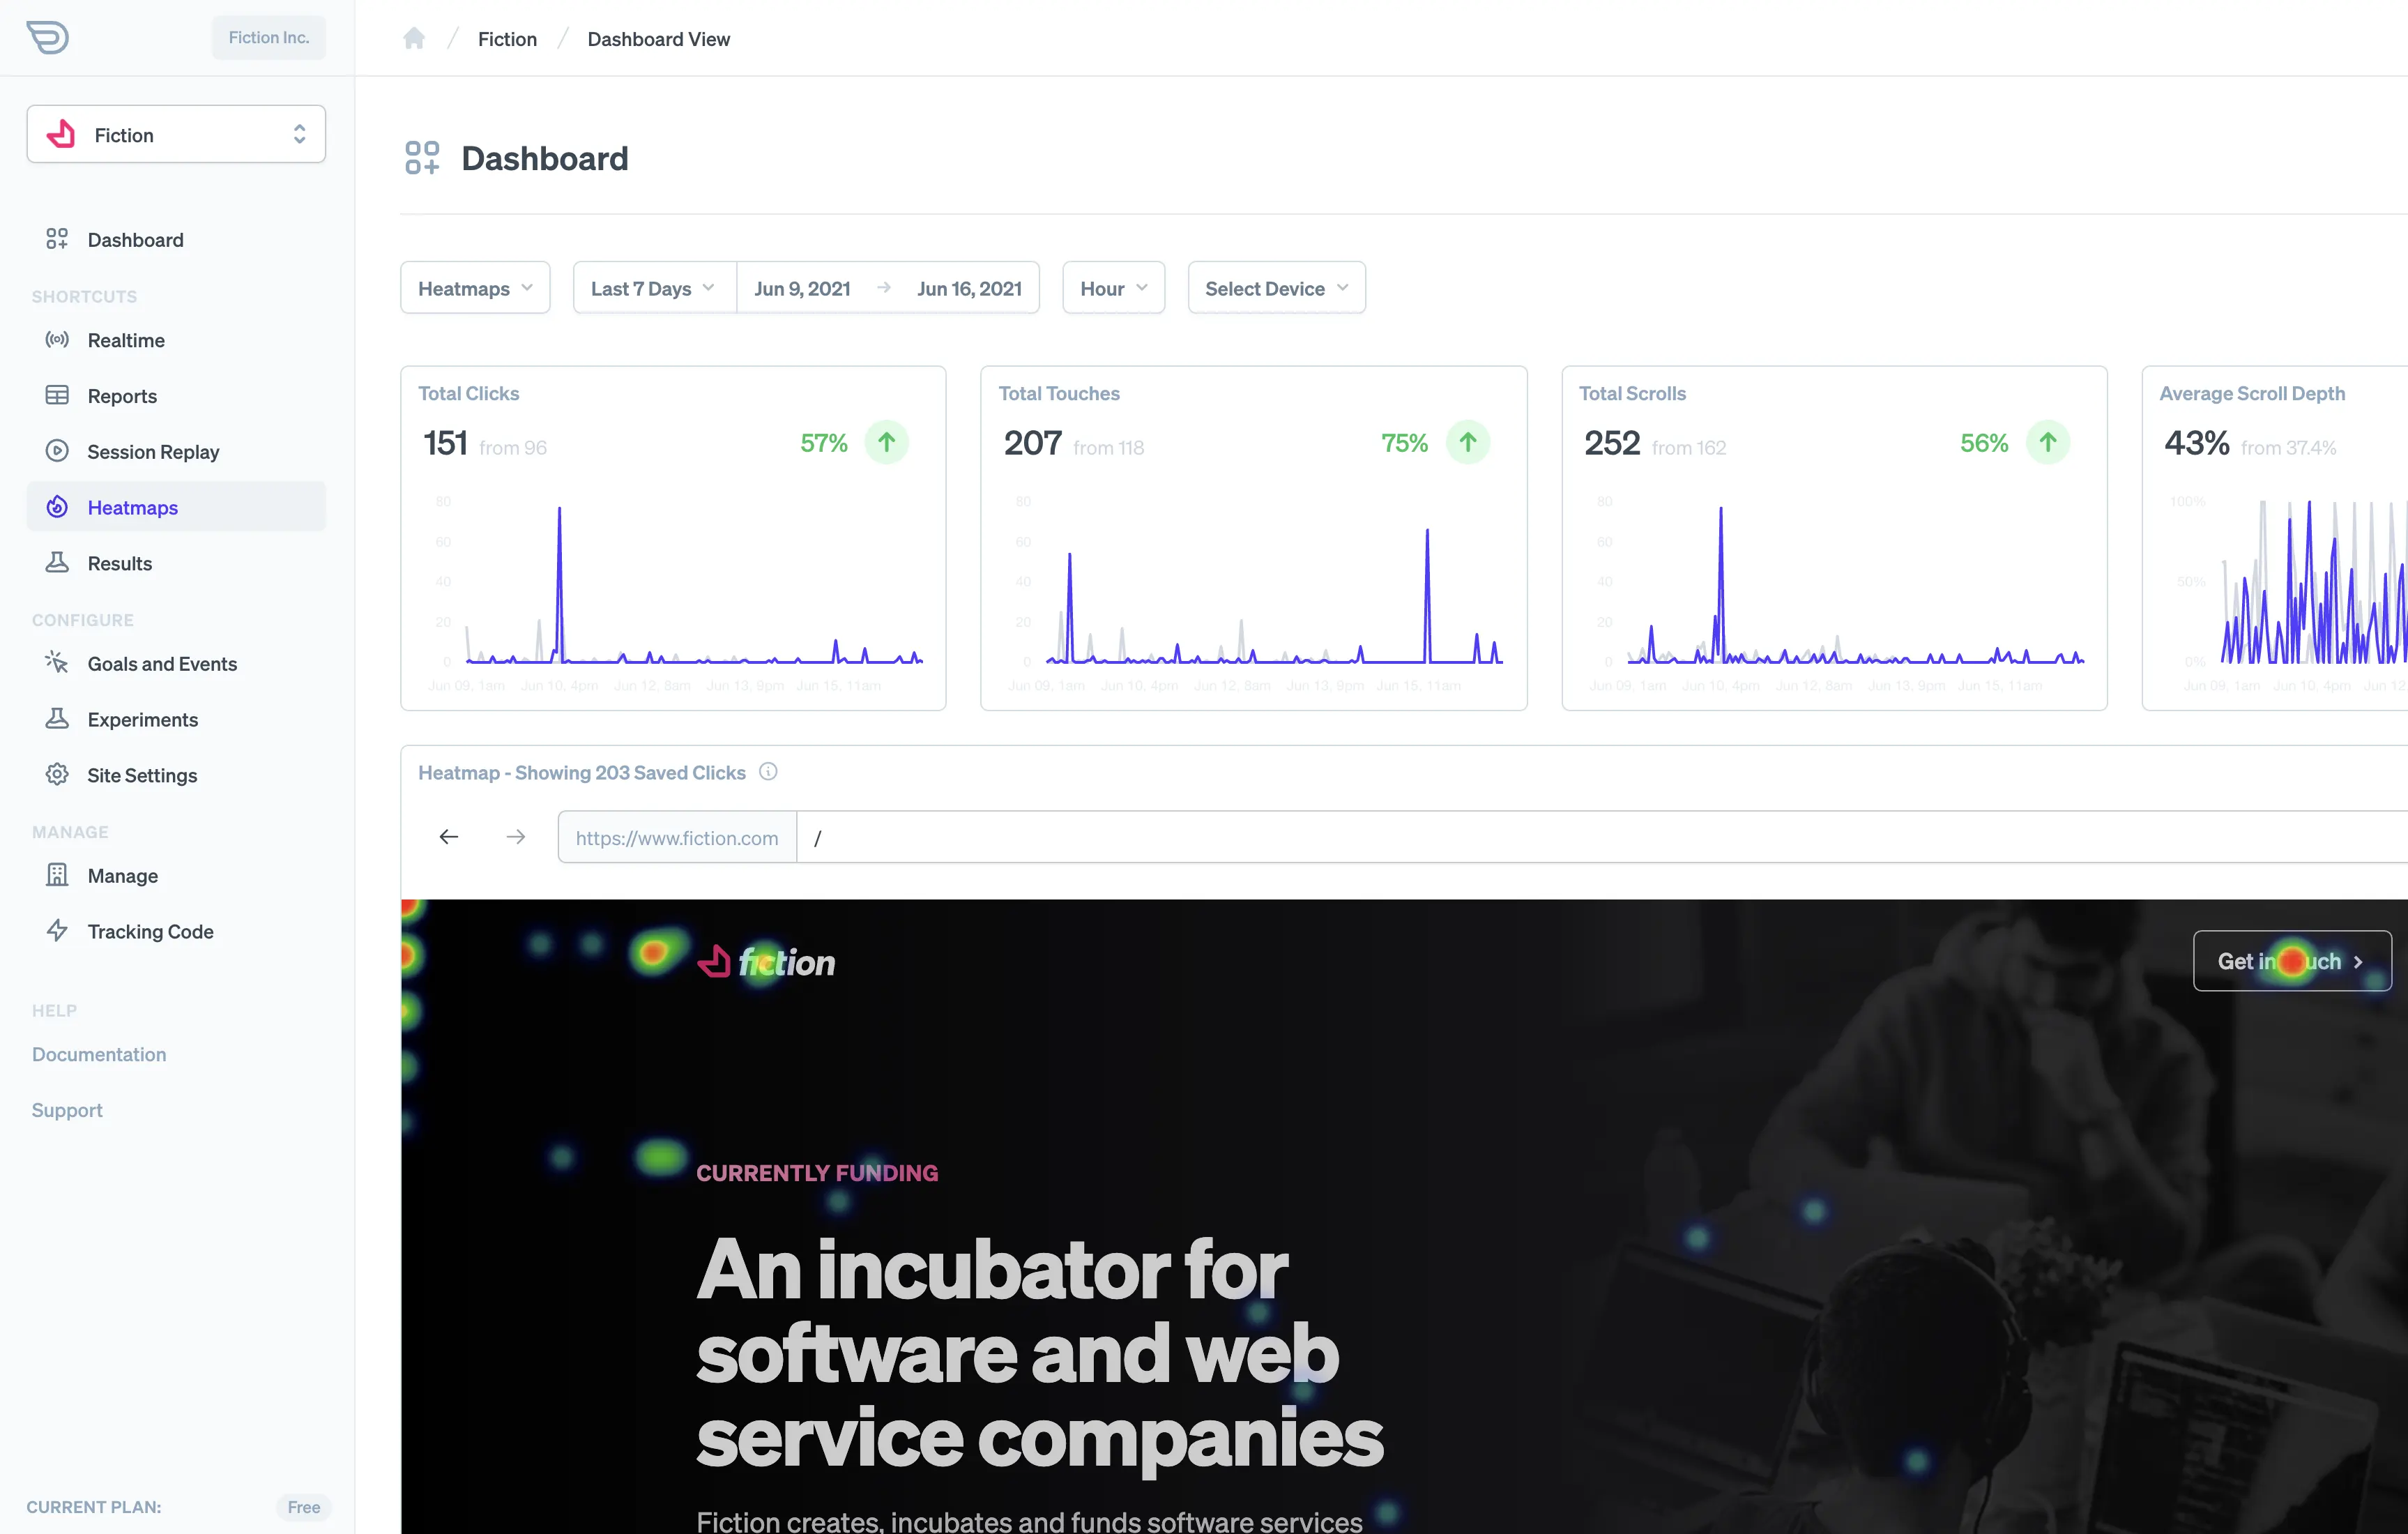 Fiction Inc.
Fiction / Dashboard View
Fiction
Dashboard
SHORTCUTS
Realtime
Reports
Session Replay
Heatmaps
Results
CONFIGURE
Goals and Events
Experiments
Site Settings
MANAGE
Manage
Tracking Code
HELP
Documentation
Support
CURRENT PLAN: Free
Dashboard
Heatmaps Last 7 Days Jun 9, 2021 → Jun 16, 2021 Hour Select Device
Total Clicks
151 from 96 57%
80
60
40
20
0
Jun 09, 1am Jun 10, 4pm Jun 12, 8am Jun 13, 9pm Jun 15, 11am
Total Touches
207 from 118 75%
80
60
40
20
0
Jun 09, 1am Jun 10, 4pm Jun 12, 8am Jun 13, 9pm Jun 15, 11am
Total Scrolls
252 from 162 56%
80
60
40
20
0
Jun 09, 1am Jun 10, 4pm Jun 12, 8am Jun 13, 9pm Jun 15, 11am
Average Scroll Depth
43% from 37.4%
100%
50%
0%
Jun 09, 1am Jun 10, 4pm Jun 12,
Heatmap - Showing 203 Saved Clicks
https://www.fiction.com /
fiction
Get in touch
CURRENTLY FUNDING
An incubator for
software and web
service companies
Fiction creates, incubates and funds software services